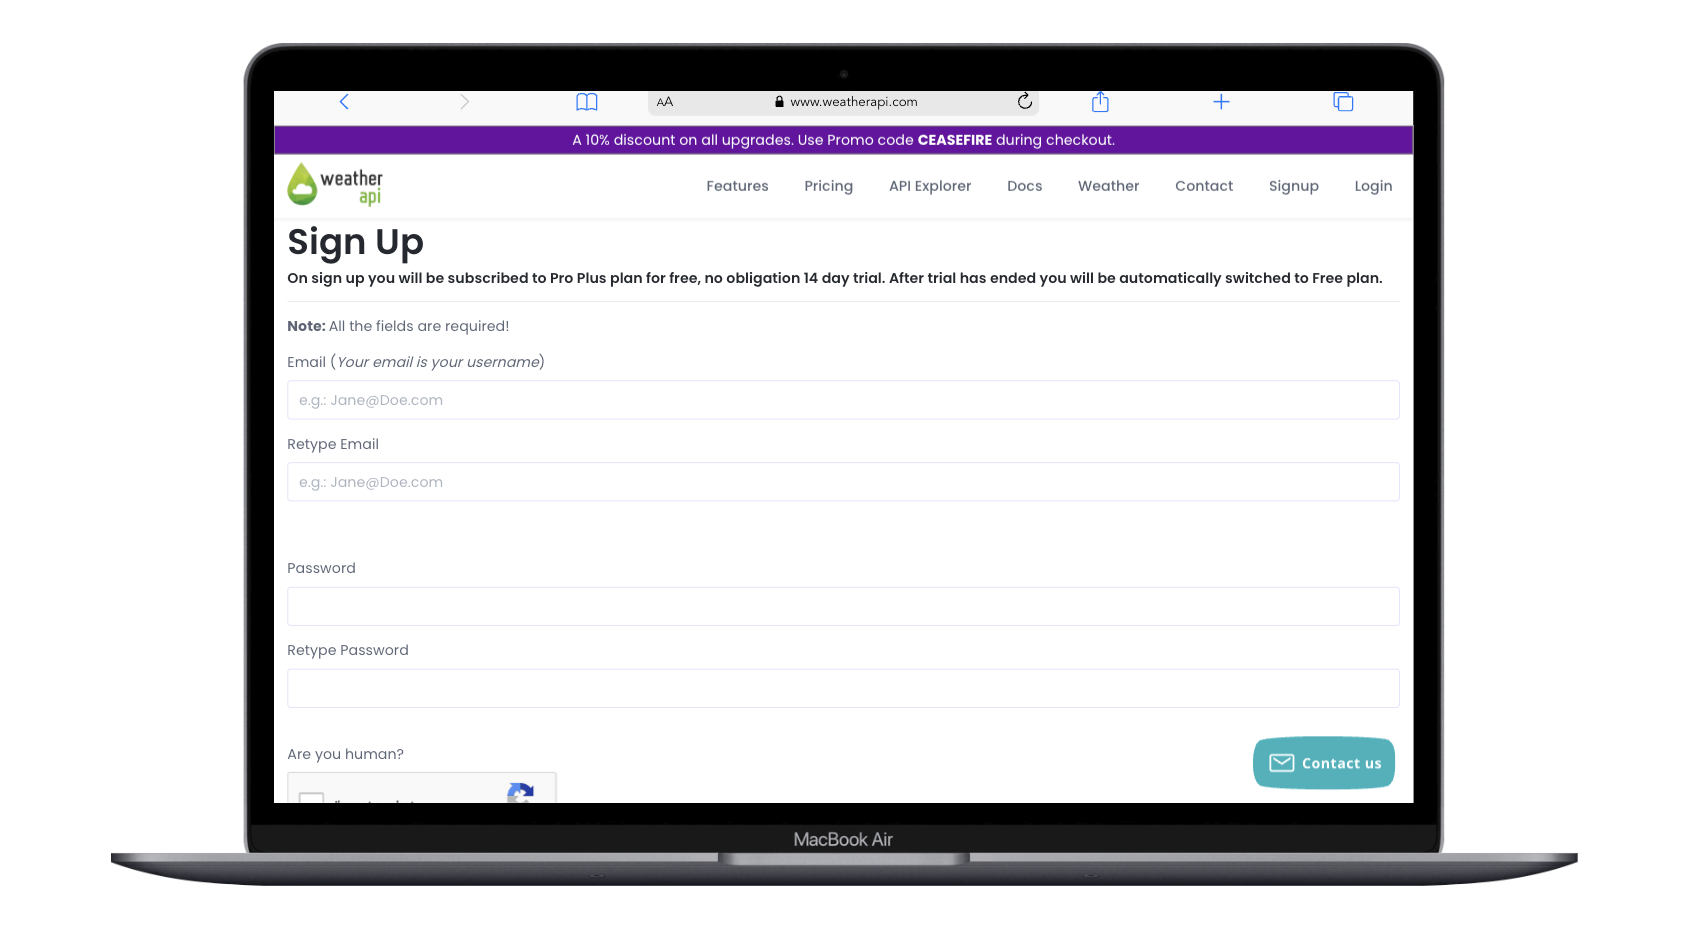 AA www.weatherapi.com
A 10% discount on all upgrades. Use Promo code CEASEFIRE during checkout.
weather
api
Features Pricing API Explorer Docs Weather Contact Signup Login
Sign Up
On sign up you will be subscribed to Pro Plus plan for free, no obligation 14 day trial. After trial has ended you will be automatically switched to Free plan.
Note: All the fields are required!
Email (Your email is your username)
e.g.: Jane@Doe.com
Retype Email
e.g.: Jane@Doe.com
Password
Retype Password
Are you human?
Contact us
MacBook Air